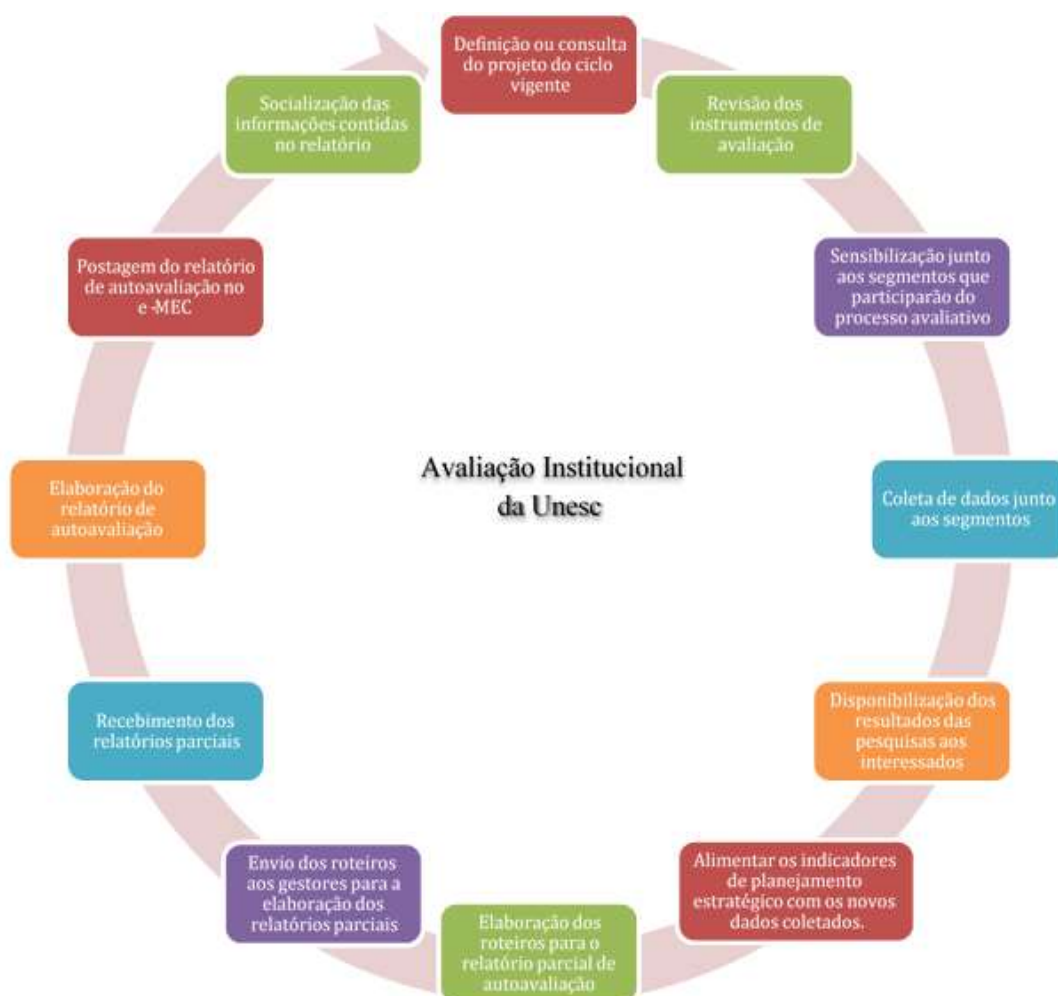 Definição ou consulta
do projeto do ciclo
vigente
Revisão dos
instrumentos de
avaliação
Sensibilização junto
aos segmentos que
participarão do
processo avaliativo
Coleta de dados junto
aos segmentos
Disponibilização dos
resultados das
pesquisas aos
interessados
Alimentar os indicadores
de planejamento
estratégico com os novos
dados coletados.
Elaboração dos
roteiros para o
relatório parcial de
autoavaliação
Envio dos roteiros
aos gestores para a
elaboração dos
relatórios parciais
Recebimento dos
relatórios parciais
Elaboração do
relatório de
autoavaliação
Postagem do relatório
de autoavaliação no
e -MEC
Socialização das
informações contidas
no relatório
Avaliação Institucional
da Unesc